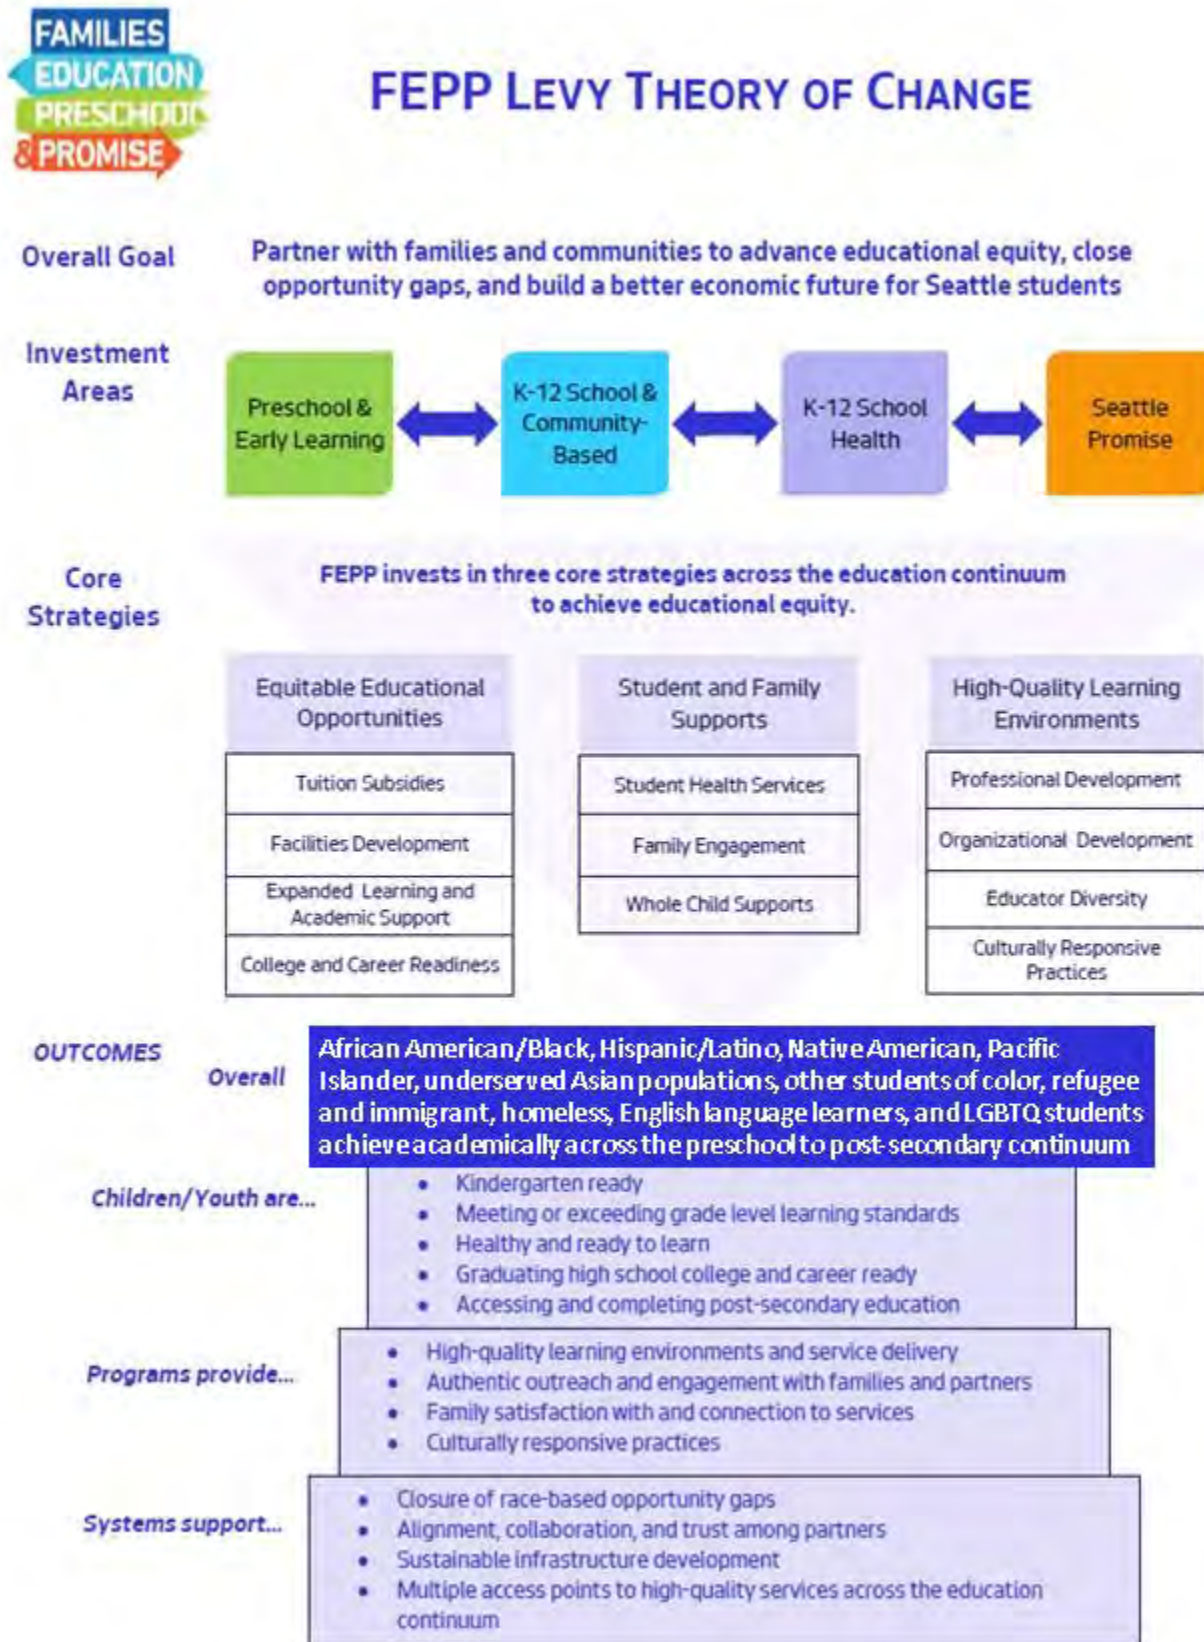 FAMILIES
EDUCATION
PRESCHOOL
& PROMISE
FEPP LEVY THEORY OF CHANGE
Overall Goal
Partner with families and communities to advance educational equity, close
opportunity gaps, and build a better economic future for Seattle students
Investment
Areas
Preschool &
Early Learning
K-12 School &
Community-
Based
K-12 School
Health
Seattle
Promise
Core
Strategies
FEPP invests in three core strategies across the education continuum
to achieve educational equity.
Equitable Educational
Opportunities
Tuition Subsidies
Facilities Development
Expanded Learning and
Academic Support
College and Career Readiness
Student and Family
Supports
Student Health Services
Family Engagement
Whole Child Supports
High-Quality Learning
Environments
Professional Development
Organizational Development
Educator Diversity
Culturally Responsive
Practices
OUTCOMES
Overall
African American/Black, Hispanic/Latino, Native American, Pacific
Islander, underserved Asian populations, other students of color, refugee
and immigrant, homeless, English language learners, and LGBTQ students
achieve academically across the preschool to post-secondary continuum
Children/Youth are...
• Kindergarten ready
• Meeting or exceeding grade level learning standards
• Healthy and ready to learn
• Graduating high school college and career ready
• Accessing and completing post-secondary education
Programs provide...
• High-quality learning environments and service delivery
• Authentic outreach and engagement with families and partners
• Family satisfaction with and connection to services
• Culturally responsive practices
Systems support...
• Closure of race-based opportunity gaps
• Alignment, collaboration, and trust among partners
• Sustainable infrastructure development
• Multiple access points to high-quality services across the education
continuum